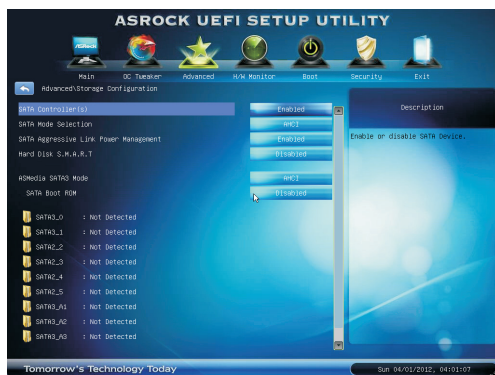 ASROCK UEFI SETUP UTILITY
ASRock
Main OC Tweaker Advanced H/W Monitor Boot Security Exit
Advanced\Storage Configuration
Description
SATA Controller(s) Enabled
SATA Mode Selection AHCI
Enable or disable SATA Device.
SATA Aggressive Link Power Management Enabled
Hard Disk S.M.A.R.T Disabled
ASMedia SATA3 Mode AHCI
SATA Boot ROM Disabled
SATA3_0 : Not Detected
SATA3_1 : Not Detected
SATA2_2 : Not Detected
SATA2_3 : Not Detected
SATA2_4 : Not Detected
SATA2_5 : Not Detected
SATA3_A1 : Not Detected
SATA3_A2 : Not Detected
SATA3_A3 : Not Detected
Tomorrow's Technology Today
Sun 04/01/2012, 04:01:07